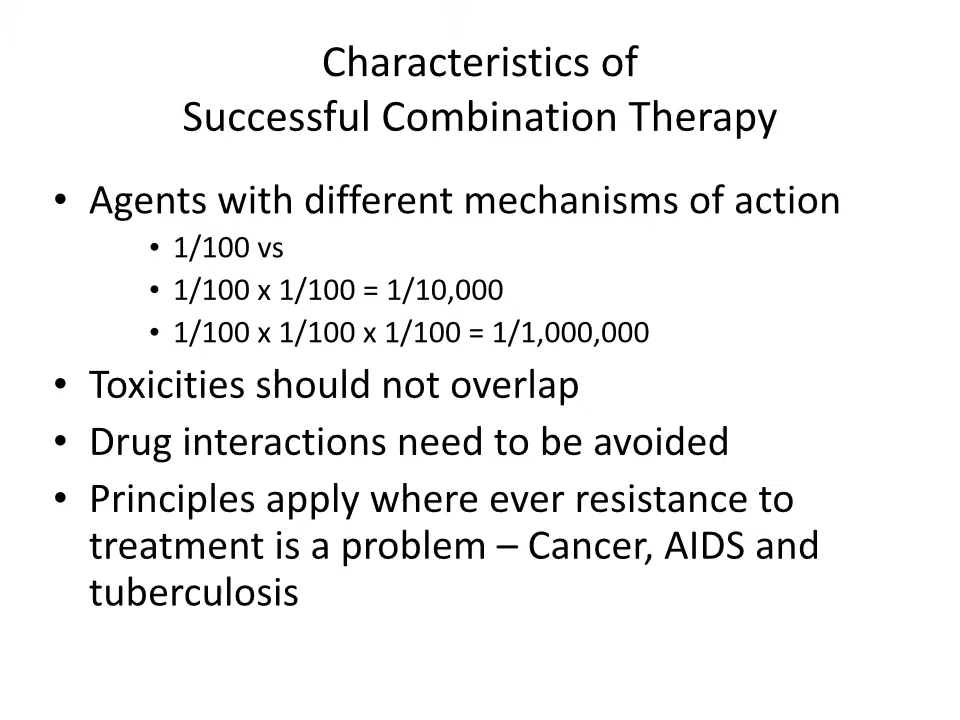 Characteristics of
Successful Combination Therapy
• Agents with different mechanisms of action
• 1/100 vs
• 1/100 x 1/100 = 1/10,000
• 1/100 x 1/100 x 1/100 = 1/1,000,000
• Toxicities should not overlap
• Drug interactions need to be avoided
• Principles apply where ever resistance to
treatment is a problem – Cancer, AIDS and
tuberculosis